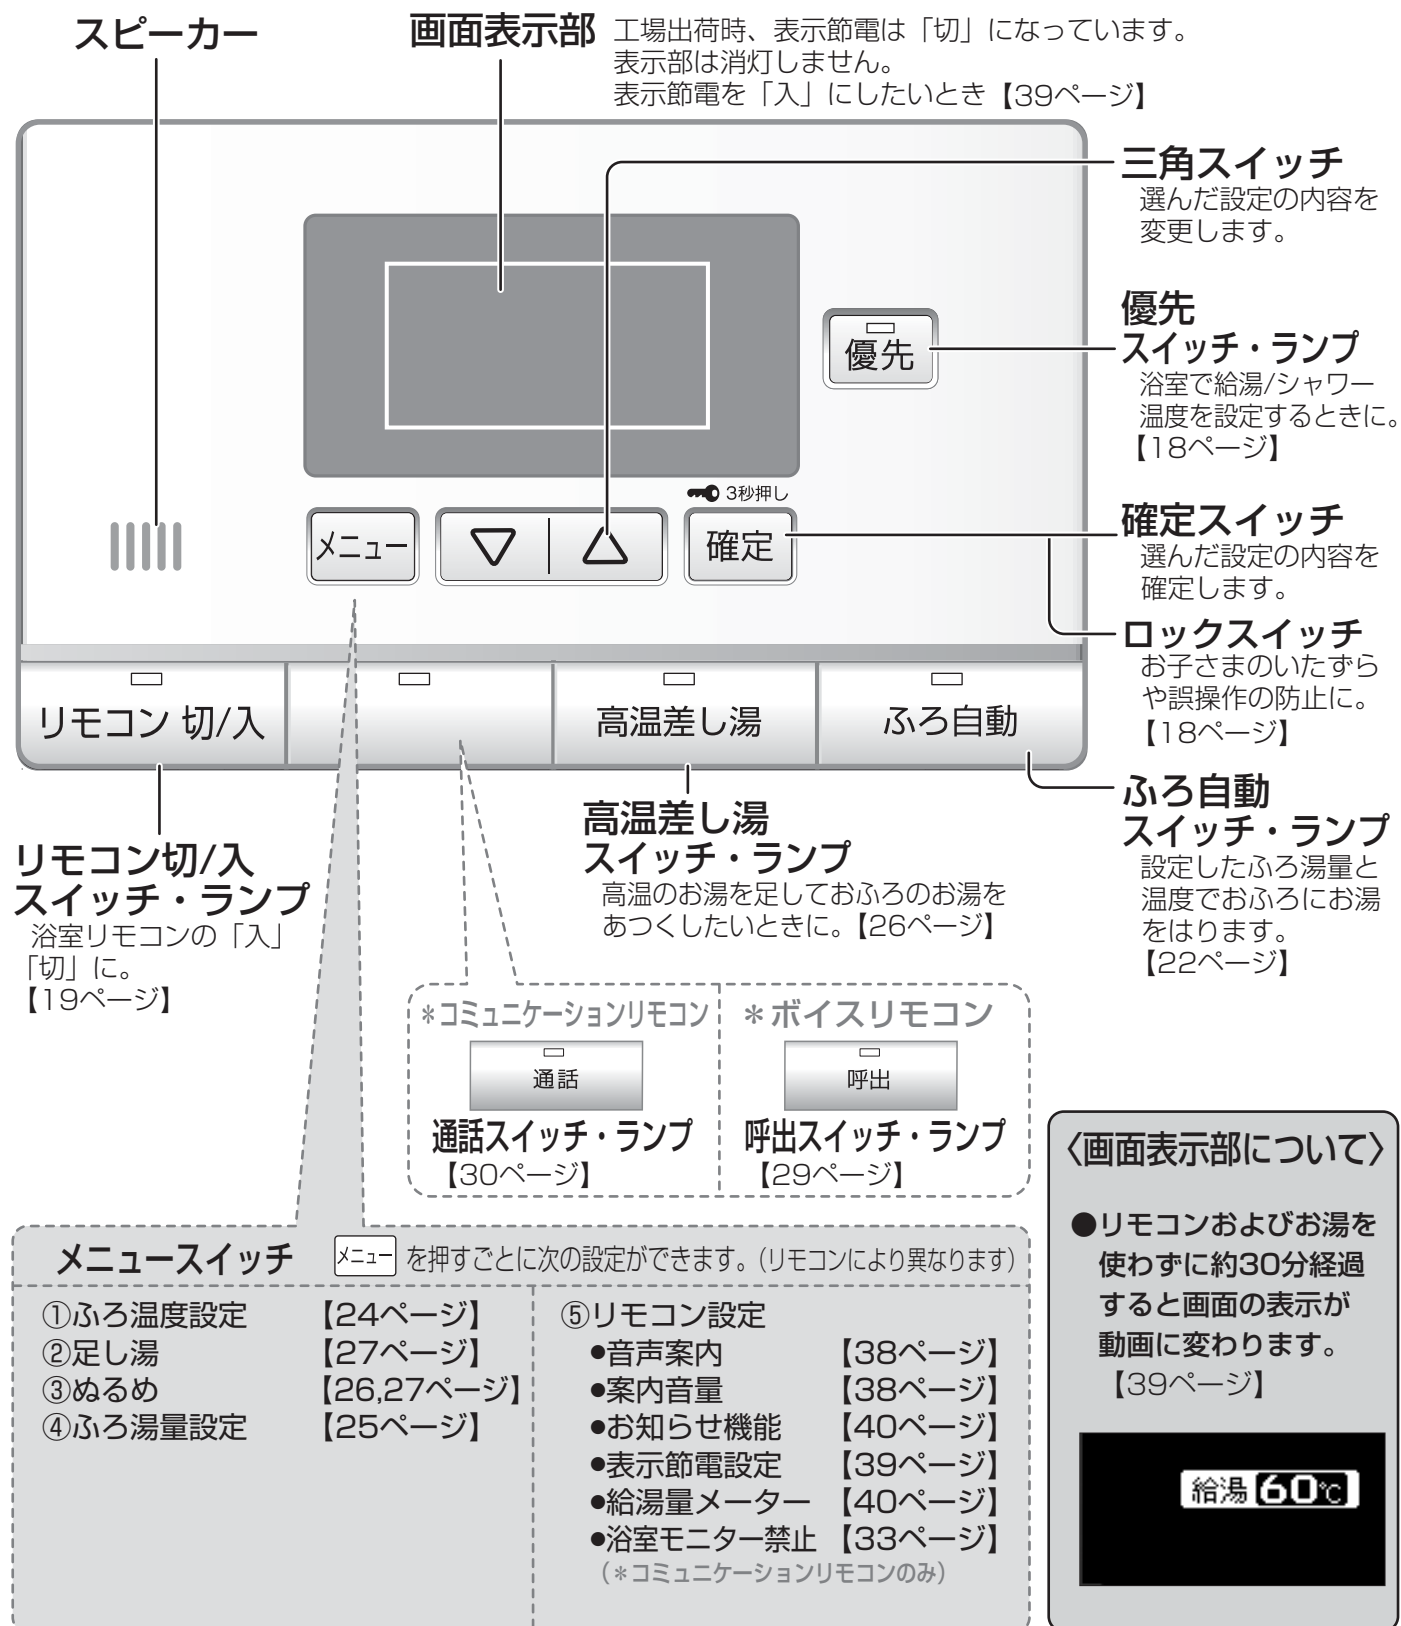 スピーカー
画面表示部
工場出荷時、表示節電は「切」になっています。
表示部は消灯しません。
表示節電を「入」にしたいとき【39ページ】
三角スイッチ
選んだ設定の内容を
変更します。
優先
優先
スイッチ・ランプ
浴室で給湯/シャワー
温度を設定するときに。
【18ページ】
3秒押し
メニュー
▽
△
確定
確定スイッチ
選んだ設定の内容を
確定します。
ロックスイッチ
お子さまのいたずら
や誤操作の防止に。
【18ページ】
リモコン 切/入
高温差し湯
ふろ自動
ふろ自動
スイッチ・ランプ
設定したふろ湯量と
温度でおふろにお湯
をはります。
【22ページ】
リモコン切/入
スイッチ・ランプ
浴室リモコンの「入」
「切」に。
【19ページ】
高温差し湯
スイッチ・ランプ
高温のお湯を足しておふろのお湯を
あつくしたいときに。【26ページ】
＊コミュニケーションリモコン
通話
通話スイッチ・ランプ
【30ページ】
＊ボイスリモコン
呼出
呼出スイッチ・ランプ
【29ページ】
メニュースイッチ メニュー を押すごとに次の設定ができます。(リモコンにより異なります)
①ふろ温度設定 【24ページ】
②足し湯 【27ページ】
③ぬるめ 【26,27ページ】
④ふろ湯量設定 【25ページ】
⑤リモコン設定
●音声案内 【38ページ】
●案内音量 【38ページ】
●お知らせ機能 【40ページ】
●表示節電設定 【39ページ】
●給湯量メーター 【40ページ】
●浴室モニター禁止 【33ページ】
(＊コミュニケーションリモコンのみ)
〈画面表示部について〉
●リモコンおよびお湯を
使わずに約30分経過
すると画面の表示が
動画に変わります。
【39ページ】
給湯 60℃